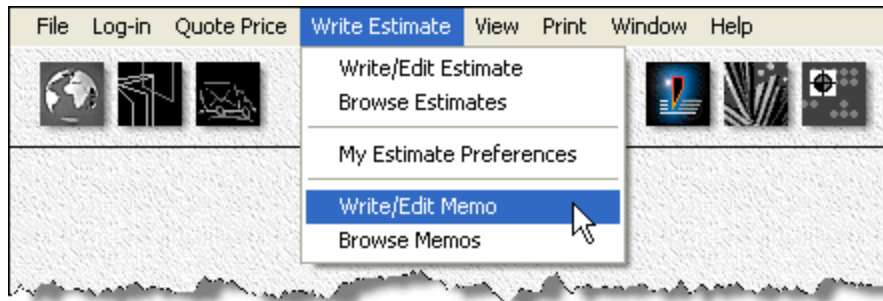 File Log-in Quote Price Write Estimate View Print Window Help
Write/Edit Estimate
Browse Estimates
My Estimate Preferences
Write/Edit Memo
Browse Memos